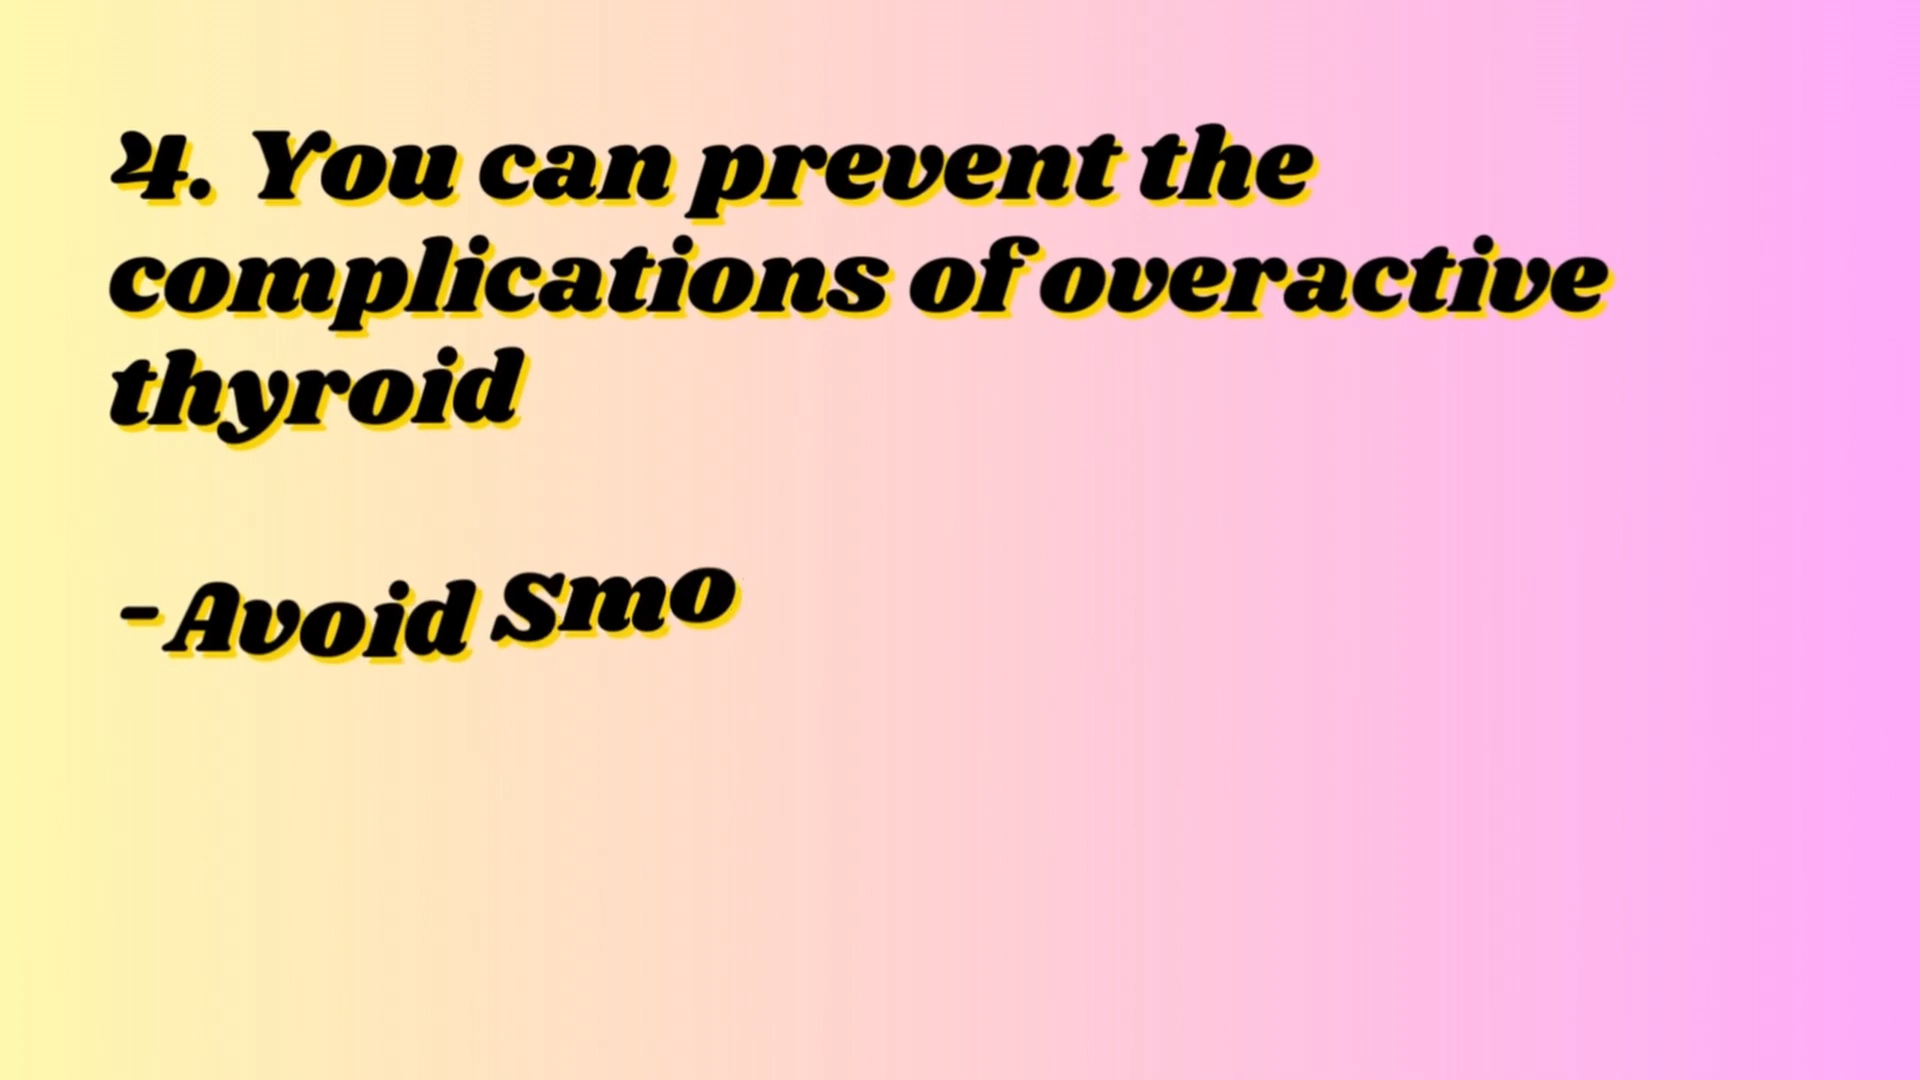 4. You can prevent the
complications of overactive
thyroid
-Avoid Smo